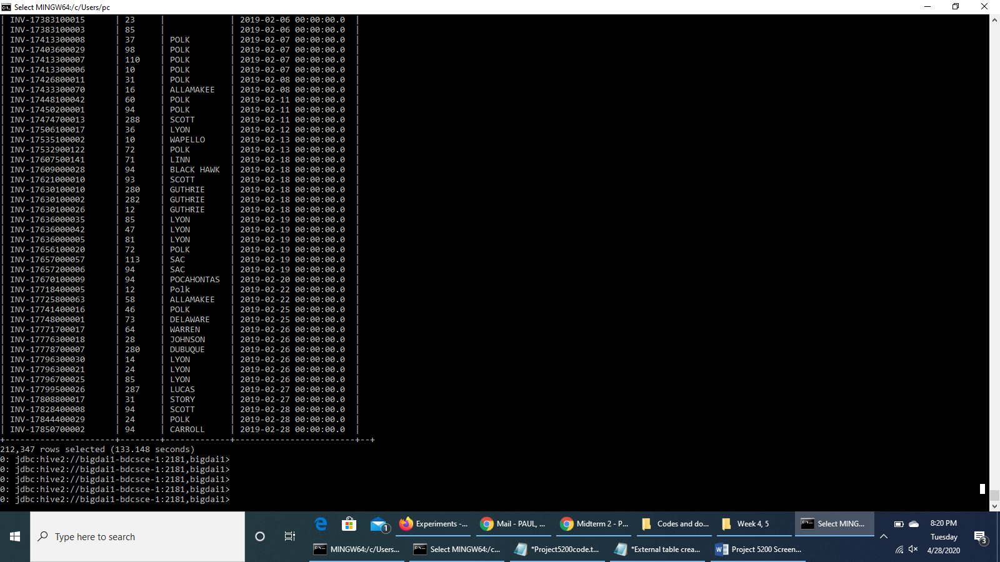 Select MINGW64:/c/Users/pc
| INV-17383100015 | 23 | | 2019-02-06 00:00:00.0 |
| INV-17383100003 | 85 | | 2019-02-06 00:00:00.0 |
| INV-17413300008 | 37 | POLK | 2019-02-07 00:00:00.0 |
| INV-17403600029 | 98 | POLK | 2019-02-07 00:00:00.0 |
| INV-17413300007 | 110 | POLK | 2019-02-07 00:00:00.0 |
| INV-17413300006 | 10 | POLK | 2019-02-07 00:00:00.0 |
| INV-17426800011 | 31 | POLK | 2019-02-08 00:00:00.0 |
| INV-17433300070 | 16 | ALLAMAKEE | 2019-02-08 00:00:00.0 |
| INV-17448100042 | 60 | POLK | 2019-02-11 00:00:00.0 |
| INV-17450200001 | 94 | POLK | 2019-02-11 00:00:00.0 |
| INV-17474700013 | 288 | SCOTT | 2019-02-11 00:00:00.0 |
| INV-17506100017 | 36 | LYON | 2019-02-12 00:00:00.0 |
| INV-17535100002 | 10 | WAPELLO | 2019-02-13 00:00:00.0 |
| INV-17532900122 | 72 | POLK | 2019-02-13 00:00:00.0 |
| INV-17607500141 | 71 | LINN | 2019-02-18 00:00:00.0 |
| INV-17609000028 | 94 | BLACK HAWK | 2019-02-18 00:00:00.0 |
| INV-17621000010 | 93 | SCOTT | 2019-02-18 00:00:00.0 |
| INV-17630100010 | 280 | GUTHRIE | 2019-02-18 00:00:00.0 |
| INV-17630100002 | 282 | GUTHRIE | 2019-02-18 00:00:00.0 |
| INV-17630100026 | 12 | GUTHRIE | 2019-02-18 00:00:00.0 |
| INV-17636000035 | 85 | LYON | 2019-02-19 00:00:00.0 |
| INV-17636000042 | 47 | LYON | 2019-02-19 00:00:00.0 |
| INV-17636000005 | 81 | LYON | 2019-02-19 00:00:00.0 |
| INV-17656100020 | 72 | POLK | 2019-02-19 00:00:00.0 |
| INV-17657000057 | 113 | SAC | 2019-02-19 00:00:00.0 |
| INV-17657200006 | 94 | SAC | 2019-02-19 00:00:00.0 |
| INV-17670100009 | 94 | POCAHONTAS | 2019-02-20 00:00:00.0 |
| INV-17718400005 | 12 | Polk | 2019-02-22 00:00:00.0 |
| INV-17725800063 | 58 | ALLAMAKEE | 2019-02-22 00:00:00.0 |
| INV-17741400016 | 46 | POLK | 2019-02-25 00:00:00.0 |
| INV-17748000001 | 73 | DELAWARE | 2019-02-25 00:00:00.0 |
| INV-17771700017 | 64 | WARREN | 2019-02-26 00:00:00.0 |
| INV-17776300018 | 28 | JOHNSON | 2019-02-26 00:00:00.0 |
| INV-17778700007 | 280 | DUBUQUE | 2019-02-26 00:00:00.0 |
| INV-17796300030 | 14 | LYON | 2019-02-26 00:00:00.0 |
| INV-17796300021 | 24 | LYON | 2019-02-26 00:00:00.0 |
| INV-17796700025 | 85 | LYON | 2019-02-26 00:00:00.0 |
| INV-17799500026 | 287 | LUCAS | 2019-02-27 00:00:00.0 |
| INV-17808800017 | 31 | STORY | 2019-02-27 00:00:00.0 |
| INV-17828400008 | 94 | SCOTT | 2019-02-28 00:00:00.0 |
| INV-17844400029 | 24 | POLK | 2019-02-28 00:00:00.0 |
| INV-17850700002 | 94 | CARROLL | 2019-02-28 00:00:00.0 |
+----------------------+--------+-------------+------------------------+--+
212,347 rows selected (133.148 seconds)
0: jdbc:hive2://bigdai1-bdcsce-1:2181,bigdai1>
0: jdbc:hive2://bigdai1-bdcsce-1:2181,bigdai1>
0: jdbc:hive2://bigdai1-bdcsce-1:2181,bigdai1>
0: jdbc:hive2://bigdai1-bdcsce-1:2181,bigdai1>
0: jdbc:hive2://bigdai1-bdcsce-1:2181,bigdai1>
Type here to search
1 Experiments -... Mail - PAUL, ... Midterm 2 - P... Codes and do... Week 4, 5 Select MING...
MINGW64:/c/Users... Select MINGW64:/c... *Project5200code.t... *External table crea... Project 5200 Screen...
8:20 PM
Tuesday
4/28/2020
3